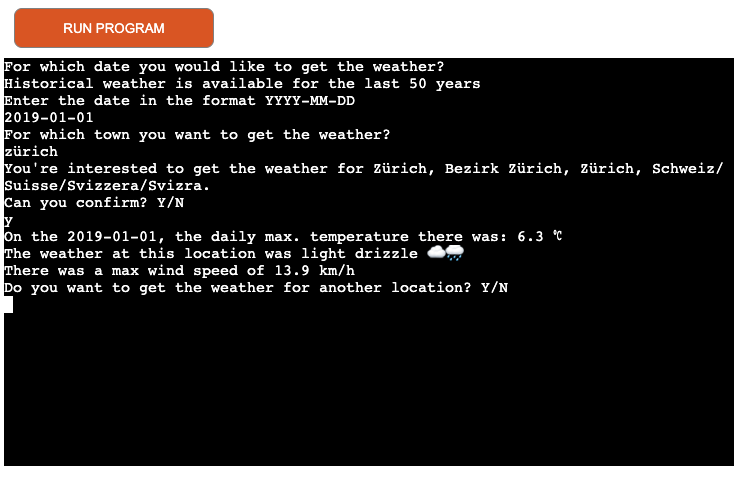 RUN PROGRAM
For which date you would like to get the weather?
Historical weather is available for the last 50 years
Enter the date in the format YYYY-MM-DD
2019-01-01
For which town you want to get the weather?
zürich
You're interested to get the weather for Zürich, Bezirk Zürich, Zürich, Schweiz/
Suisse/Svizzera/Svizra.
Can you confirm? Y/N
y
On the 2019-01-01, the daily max. temperature there was: 6.3 ℃
The weather at this location was light drizzle ☁️🌧️
There was a max wind speed of 13.9 km/h
Do you want to get the weather for another location? Y/N